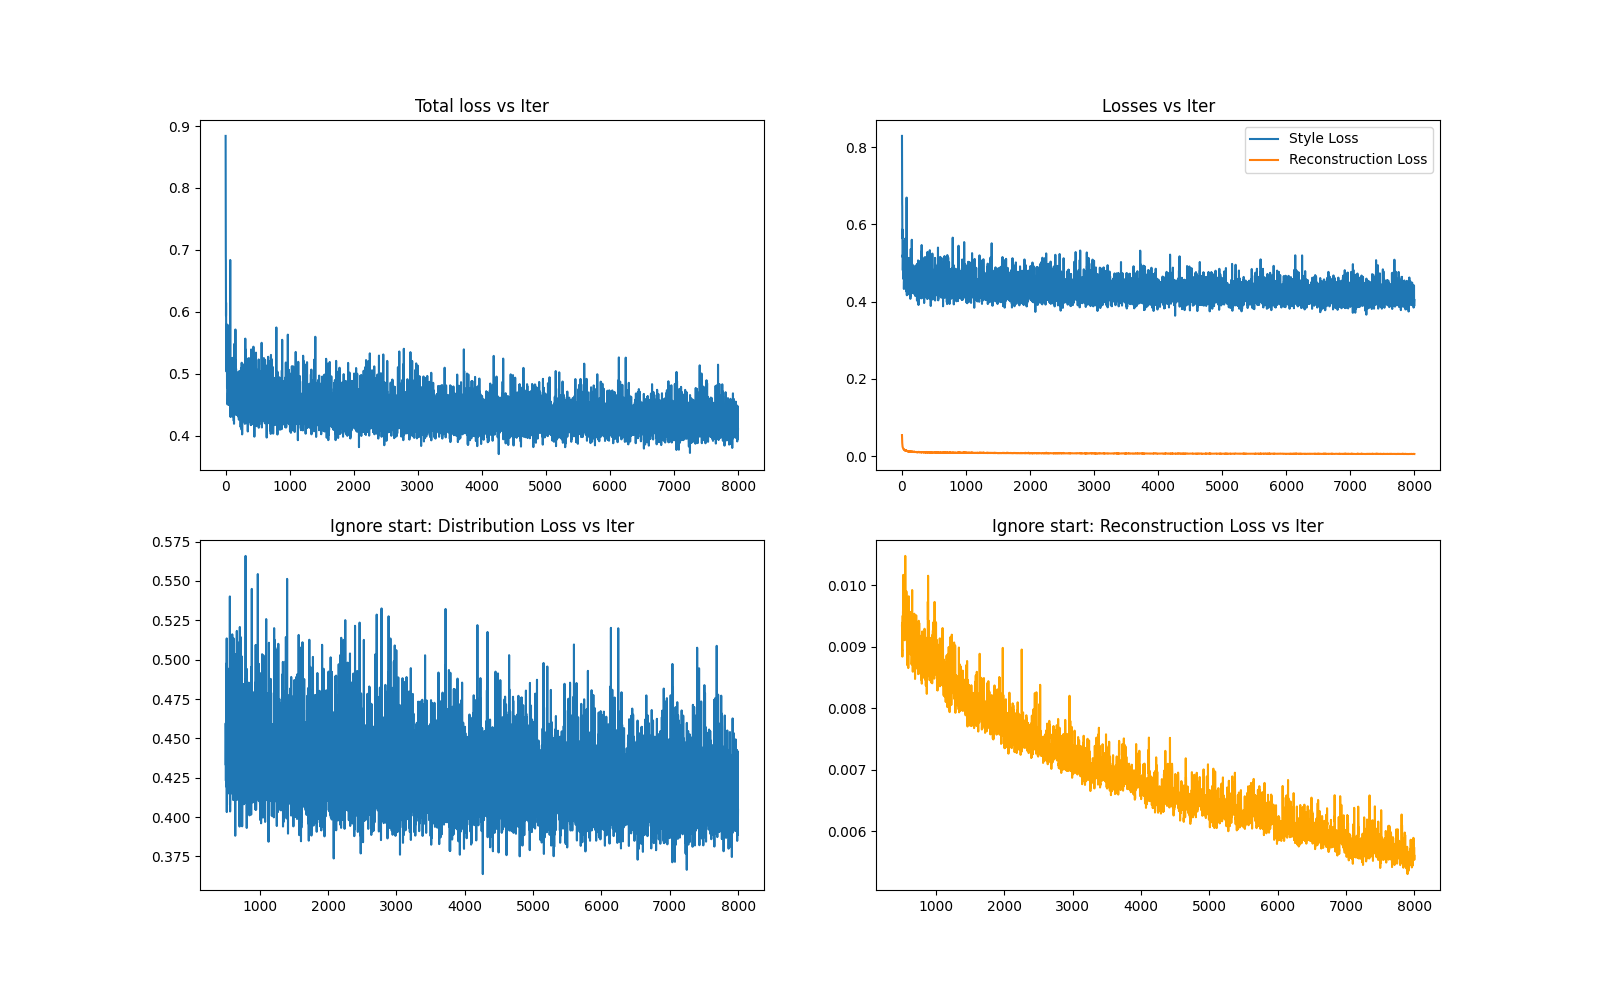 Total loss vs Iter
0.9
0.8
0.7
0.6
0.5
0.4
0 1000 2000 3000 4000 5000 6000 7000 8000
Losses vs Iter
Style Loss
Reconstruction Loss
0.8
0.6
0.4
0.2
0.0
0 1000 2000 3000 4000 5000 6000 7000 8000
Ignore start: Distribution Loss vs Iter
0.575
0.550
0.525
0.500
0.475
0.450
0.425
0.400
0.375
1000 2000 3000 4000 5000 6000 7000 8000
Ignore start: Reconstruction Loss vs Iter
0.010
0.009
0.008
0.007
0.006
1000 2000 3000 4000 5000 6000 7000 8000